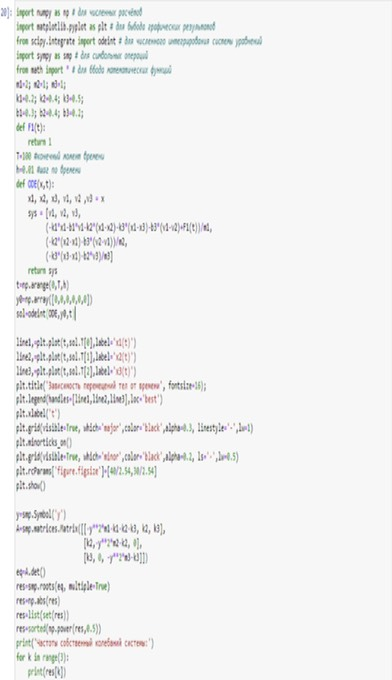 20]: import numpy as np # для численных расчётов
import matplotlib.pyplot as plt # для вывода графических результатов
from scipy.integrate import odeint # для численного интегрирования системы уравнений
import sympy as smp # для символьных операций
from math import * # для ввода математических функций
m1=2; m2=1; m3=1;
k1=0.2; k2=0.4; k3=0.5;
b1=0.3; b2=0.4; b3=0.2;
def F1(t):
return 1
T=100 #конечный момент времени
h=0.01 #шаг по времени
def ODE(x,t):
x1, x2, x3, v1, v2 ,v3 = x
sys = [v1, v2, v3,
(-k1*x1-b1*v1-k2*(x1-x2)-k3*(x1-x3)-b3*(v1-v2)+F1(t))/m1,
(-k2*(x2-x1)-b3*(v2-v1))/m2,
(-k3*(x3-x1)-b2*v3)/m3]
return sys
t=np.arange(0,T,h)
y0=np.array([0,0,0,0,0,0])
sol=odeint(ODE,y0,t)
line1,=plt.plot(t,sol.T[0],label='x1(t)')
line2,=plt.plot(t,sol.T[1],label='x2(t)')
line3,=plt.plot(t,sol.T[2],label='x3(t)')
plt.title('Зависимость перемещений тел от времени', fontsize=16);
plt.legend(handles=[line1,line2,line3],loc='best')
plt.xlabel('t')
plt.grid(visible=True, which='major',color='black',alpha=0.3, linestyle='-',lw=1)
plt.minorticks_on()
plt.grid(visible=True, which='minor',color='black',alpha=0.2, ls='-',lw=0.5)
plt.rcParams['figure.figsize']=[40/2.54,30/2.54]
plt.show()
y=smp.Symbol('y')
A=smp.matrices.Matrix([[-y**2*m1-k1-k2-k3, k2, k3],
[k2,-y**2*m2-k2, 0],
[k3, 0, -y**2*m3-k3]])
eq=A.det()
res=smp.roots(eq, multiple=True)
res=np.abs(res)
res=list(set(res))
res=sorted(np.power(res,0.5))
print('Частоты собственный колебаний системы:')
for k in range(3):
print(res[k])